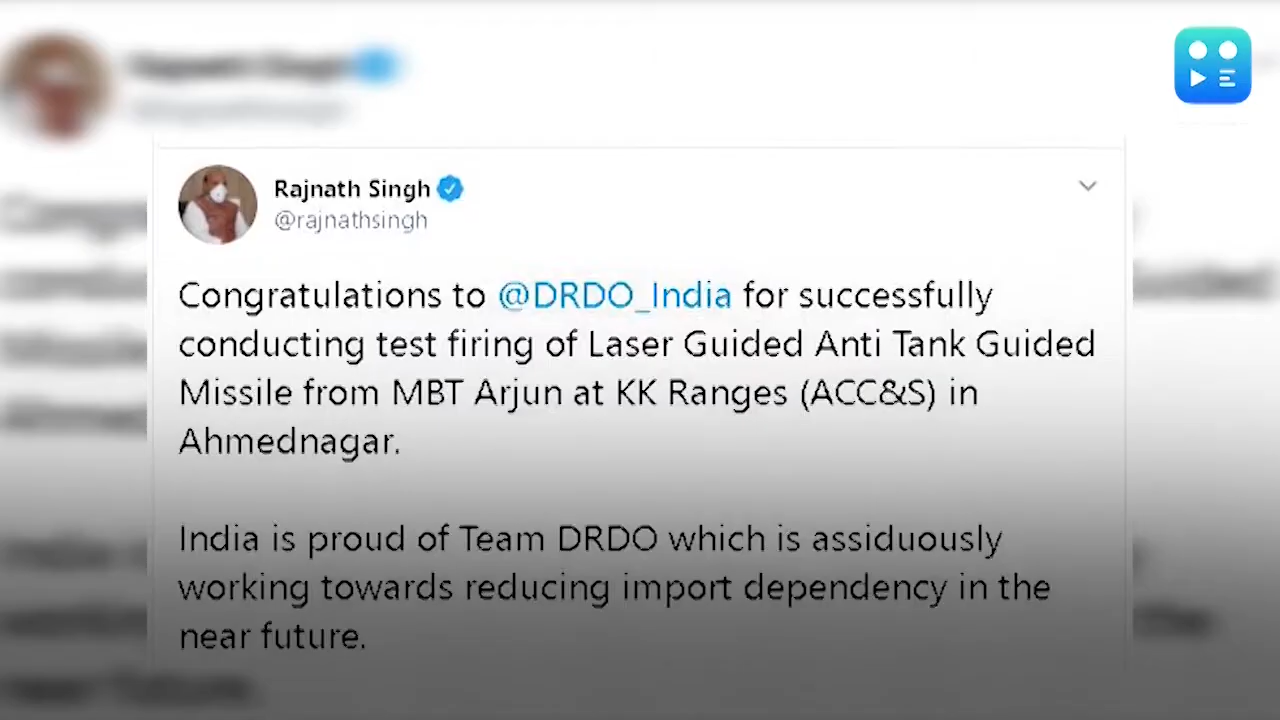 Rajnath Singh
@rajnathsingh
Congratulations to @DRDO_India for successfully
conducting test firing of Laser Guided Anti Tank Guided
Missile from MBT Arjun at KK Ranges (ACC&S) in
Ahmednagar.
India is proud of Team DRDO which is assiduously
working towards reducing import dependency in the
near future.